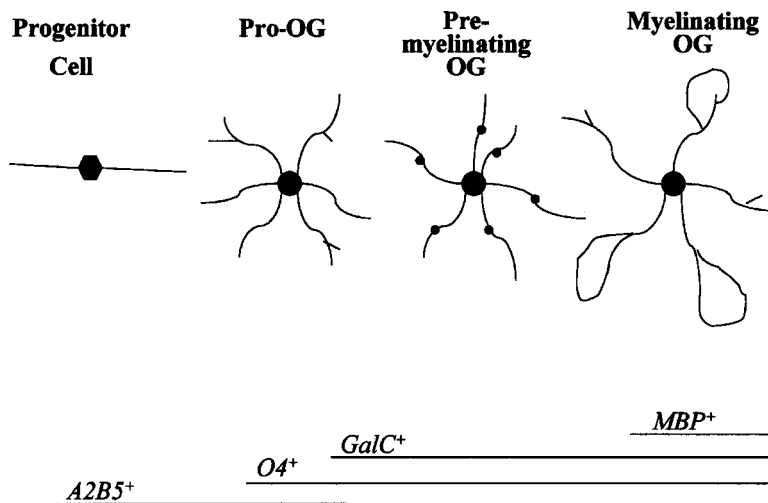 Progenitor
Cell
Pro-OG
Pre-
myelinating
OG
Myelinating
OG
MBP⁺
GalC⁺
O4⁺
A2B5⁺